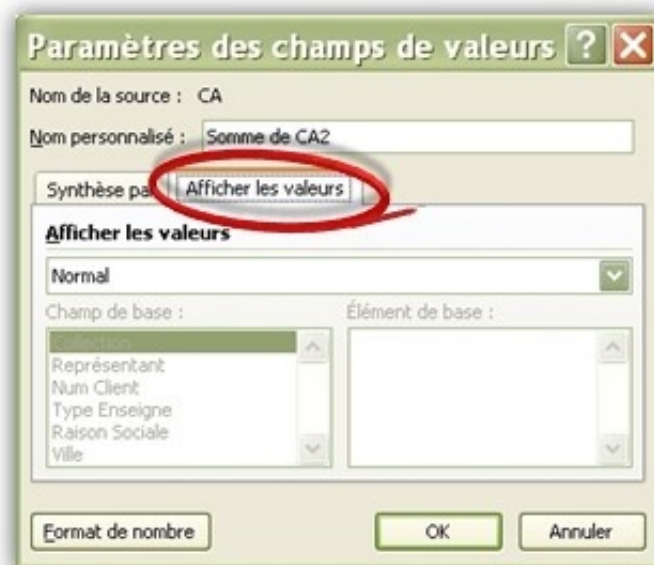 Paramètres des champs de valeurs ? X
Nom de la source : CA
Nom personnalisé : Somme de CA2
Synthèse pa Afficher les valeurs
Afficher les valeurs
Normal
Champ de base : Élément de base :
Collection
Représentant
Num Client
Type Enseigne
Raison Sociale
Ville
Format de nombre OK Annuler